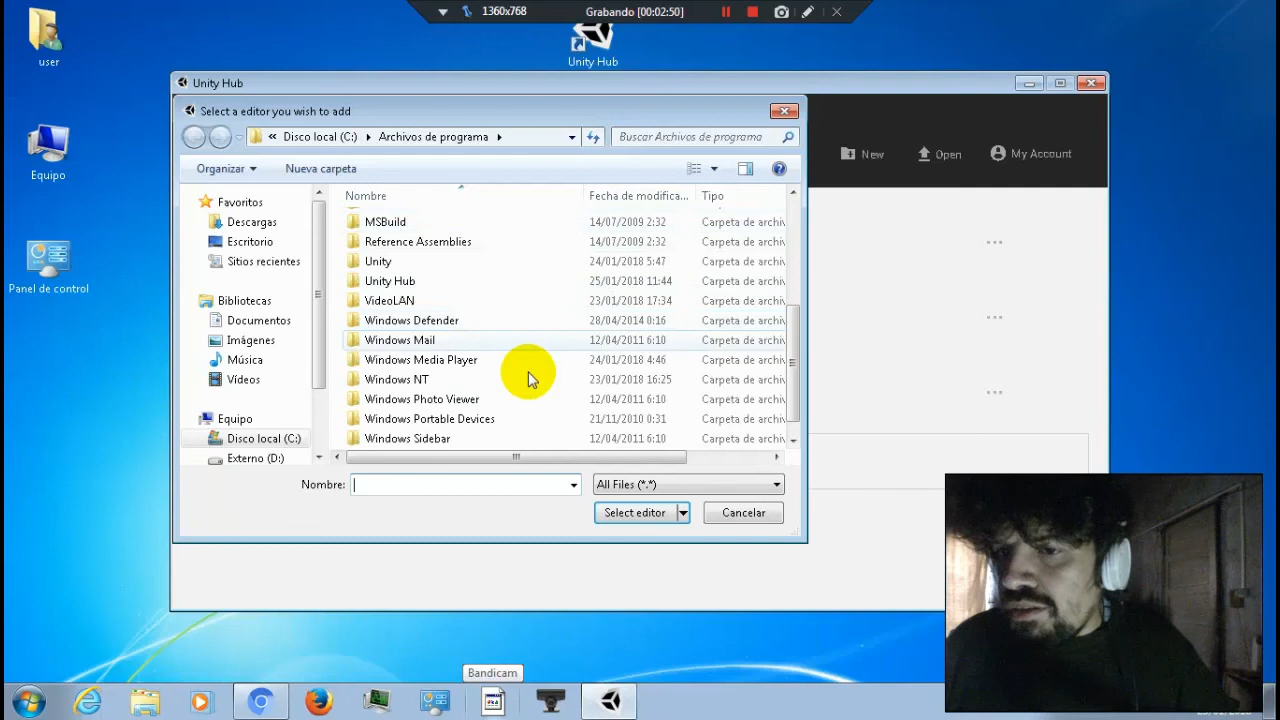 1360x768
Grabando [00:02:50]
user
Unity Hub
Unity Hub
Select a editor you wish to add
« Disco local (C:) Archivos de programa
Buscar Archivos de programa
New
Open
My Account
Equipo
Organizar
Nueva carpeta
Favoritos
Descargas
Escritorio
Sitios recientes
Bibliotecas
Documentos
Imágenes
Música
Vídeos
Equipo
Disco local (C:)
Externo (D:)
Panel de control
Nombre Fecha de modifica... Tipo
MSBuild 14/07/2009 2:32 Carpeta de archiv
Reference Assemblies 14/07/2009 2:32 Carpeta de archiv
Unity 24/01/2018 5:47 Carpeta de archiv
Unity Hub 25/01/2018 11:44 Carpeta de archiv
VideoLAN 23/01/2018 17:34 Carpeta de archiv
Windows Defender 28/04/2014 0:16 Carpeta de archiv
Windows Mail 12/04/2011 6:10 Carpeta de archiv
Windows Media Player 24/01/2018 4:46 Carpeta de archiv
Windows NT 23/01/2018 16:25 Carpeta de archiv
Windows Photo Viewer 12/04/2011 6:10 Carpeta de archiv
Windows Portable Devices 21/11/2010 0:31 Carpeta de archiv
Windows Sidebar 12/04/2011 6:10 Carpeta de archiv
Nombre:
All Files (*.*)
Select editor
Cancelar
Bandicam